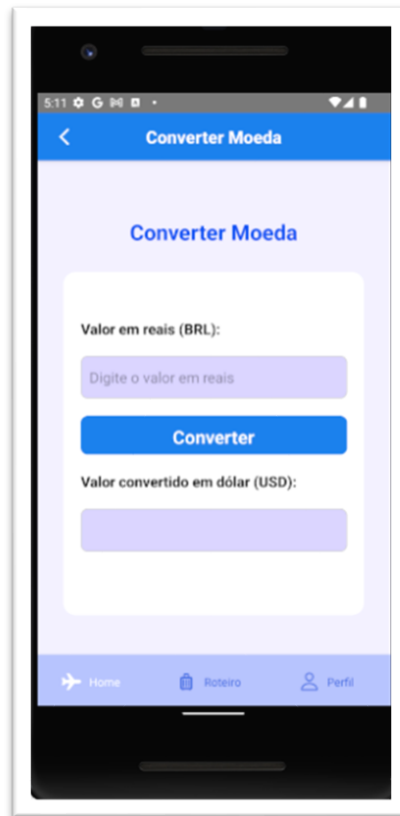 5:11
Converter Moeda
Converter Moeda
Valor em reais (BRL):
Digite o valor em reais
Converter
Valor convertido em dólar (USD):
Home Roteiro Perfil